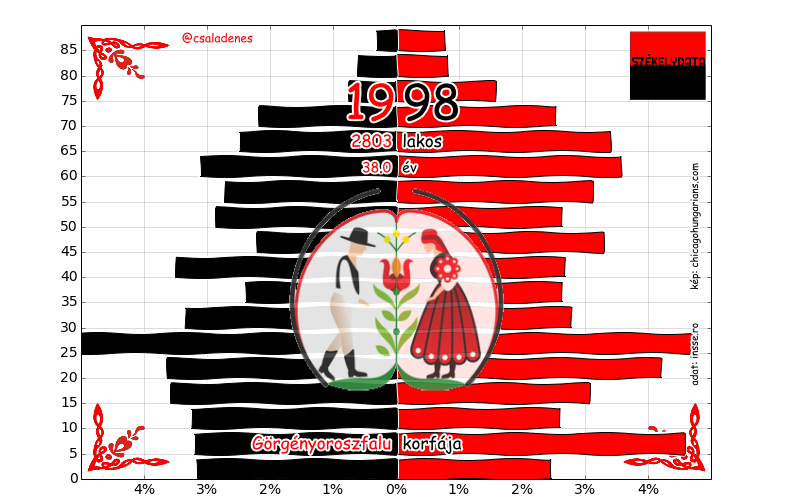 @csaladenes
SZÉKELYDATA
1998
2803 lakos
38.0 év
kép: chicagohungarians.com
adat: insse.ro
Görgényoroszfalu korfája
85
80
75
70
65
60
55
50
45
40
35
30
25
20
15
10
5
0
4% 3% 2% 1% 0% 1% 2% 3% 4%